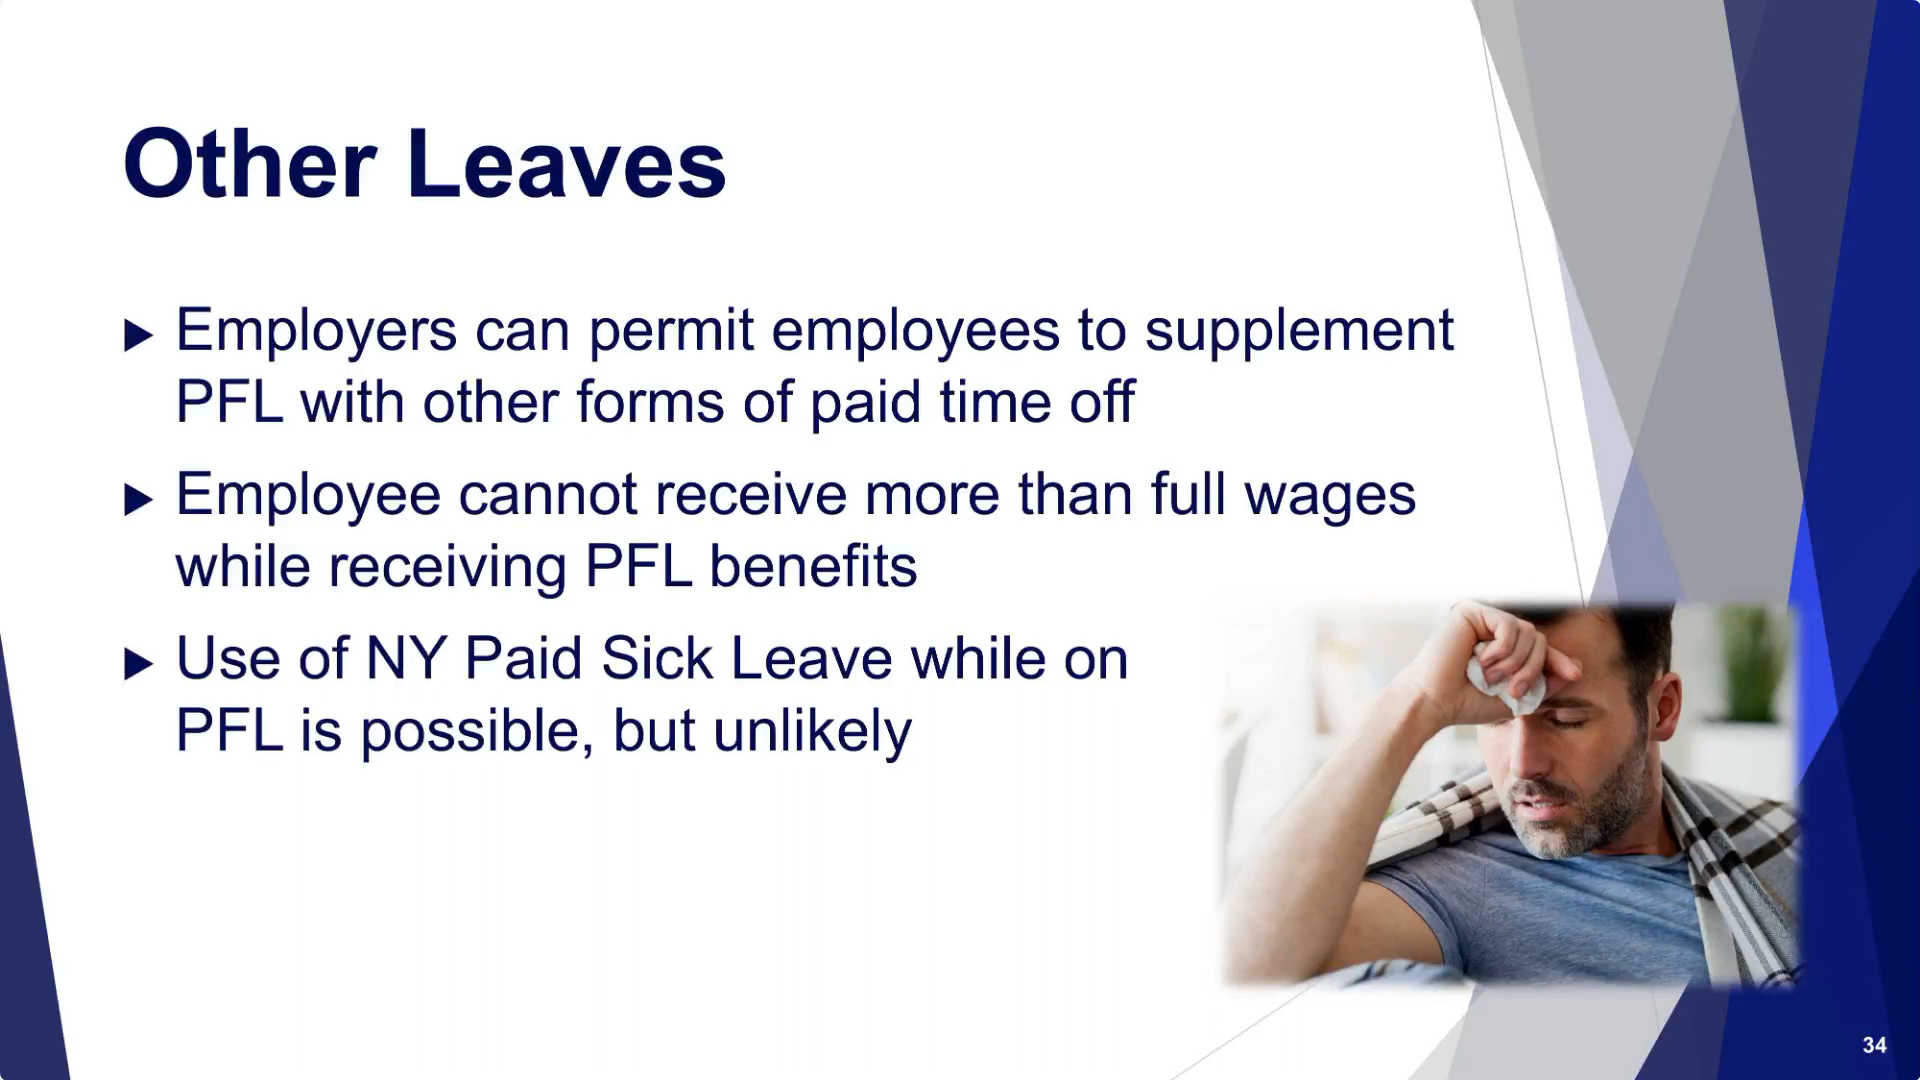 Other Leaves
Employers can permit employees to supplement
PFL with other forms of paid time off
Employee cannot receive more than full wages
while receiving PFL benefits
Use of NY Paid Sick Leave while on
PFL is possible, but unlikely
34